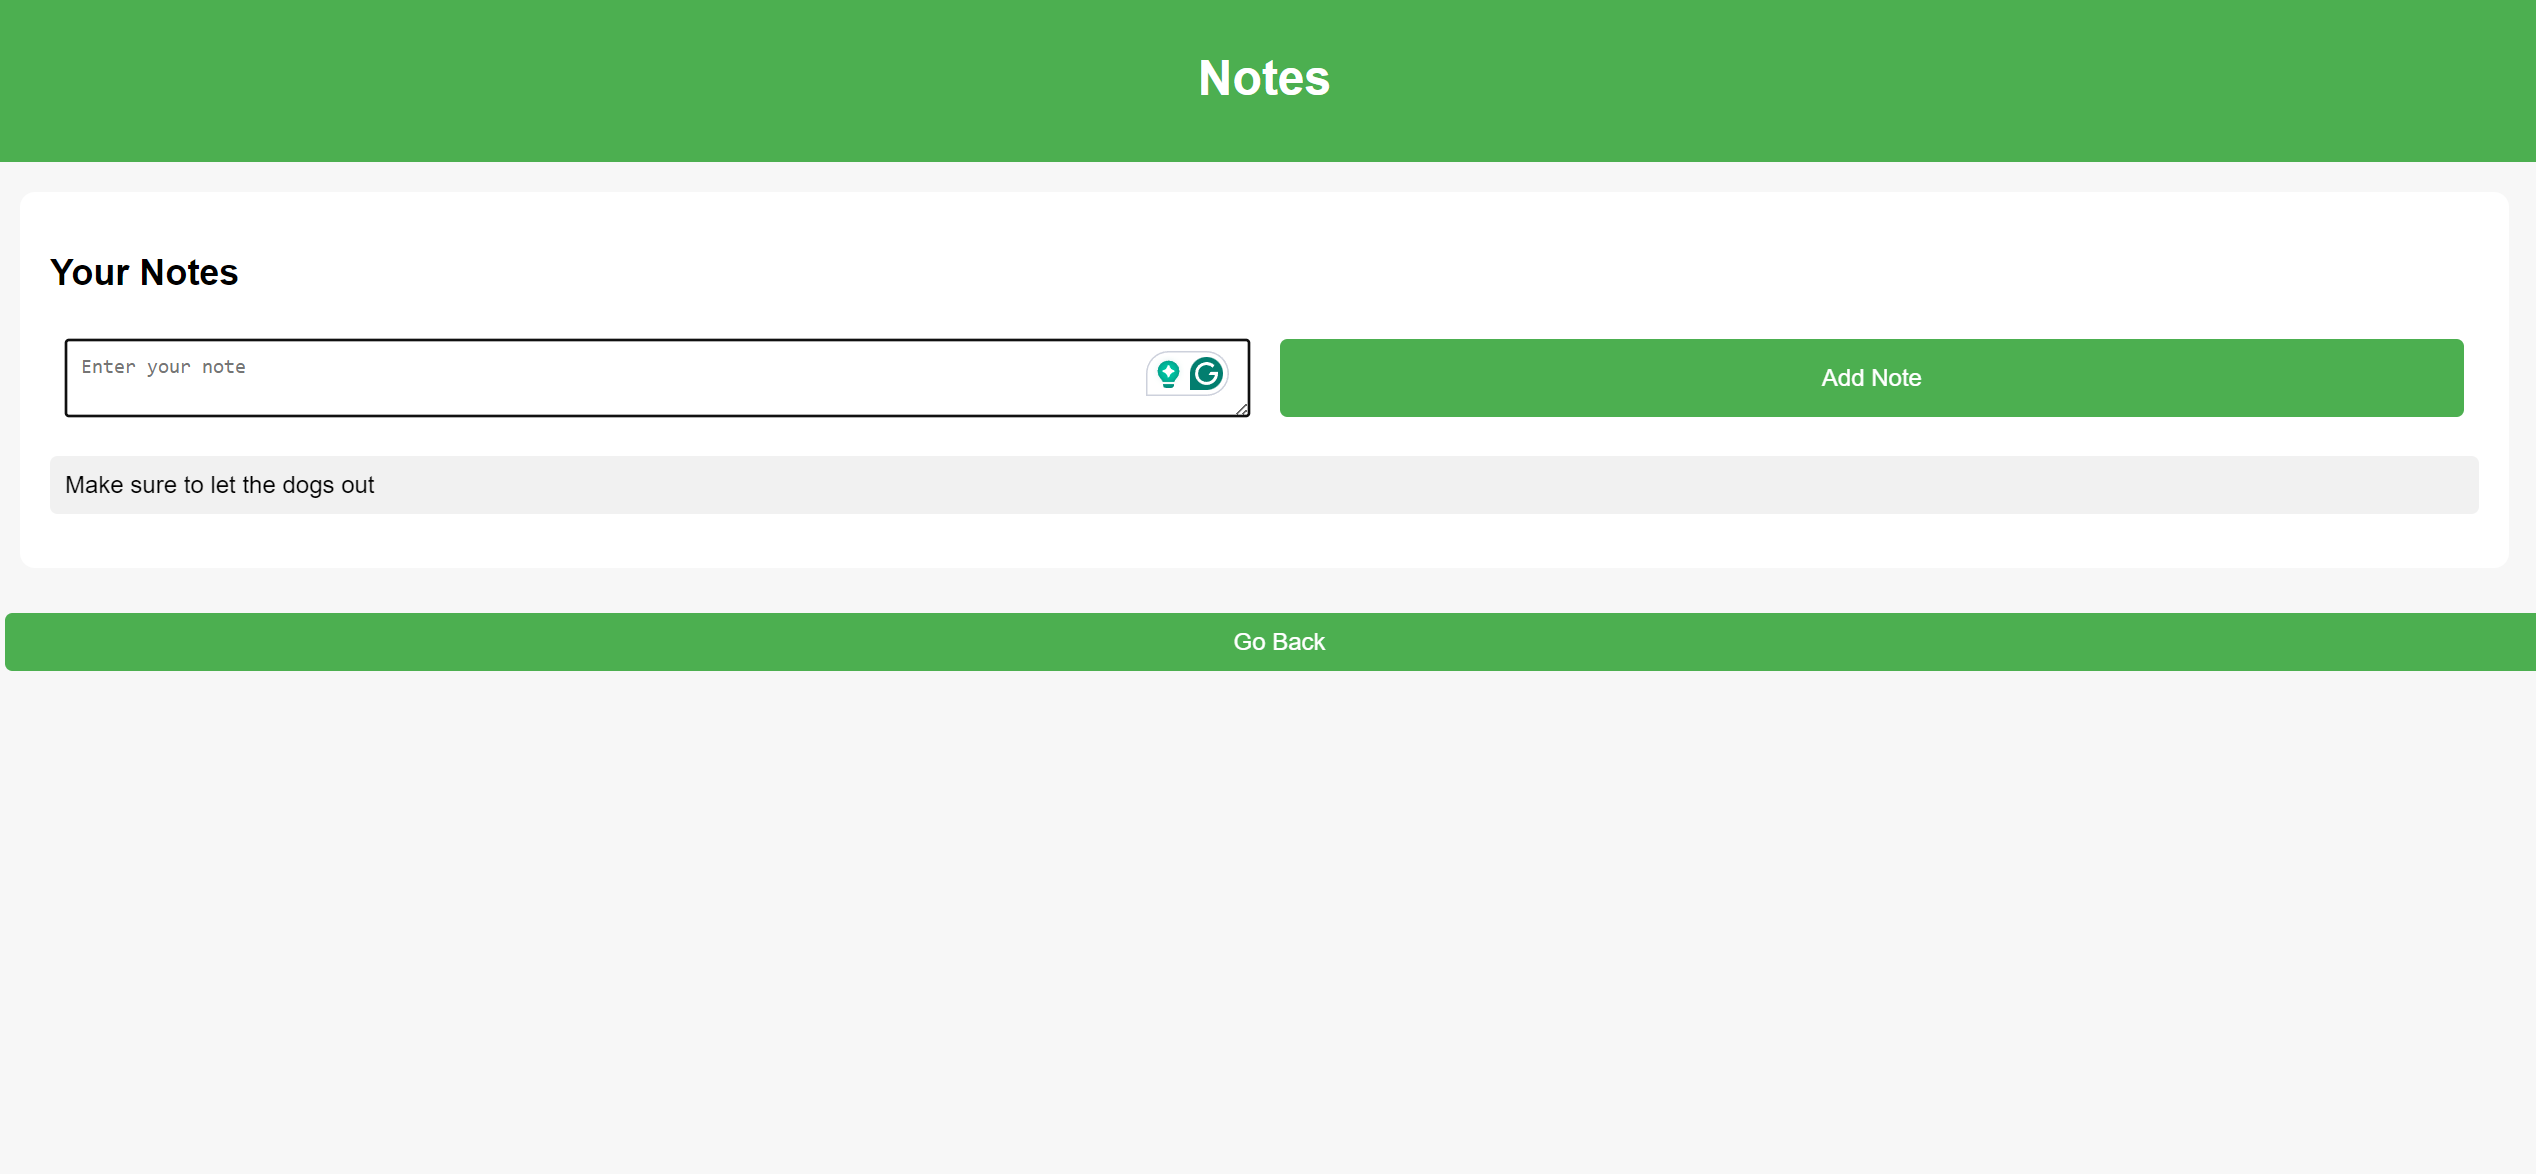 Notes
Your Notes
Enter your note
Add Note
Make sure to let the dogs out
Go Back